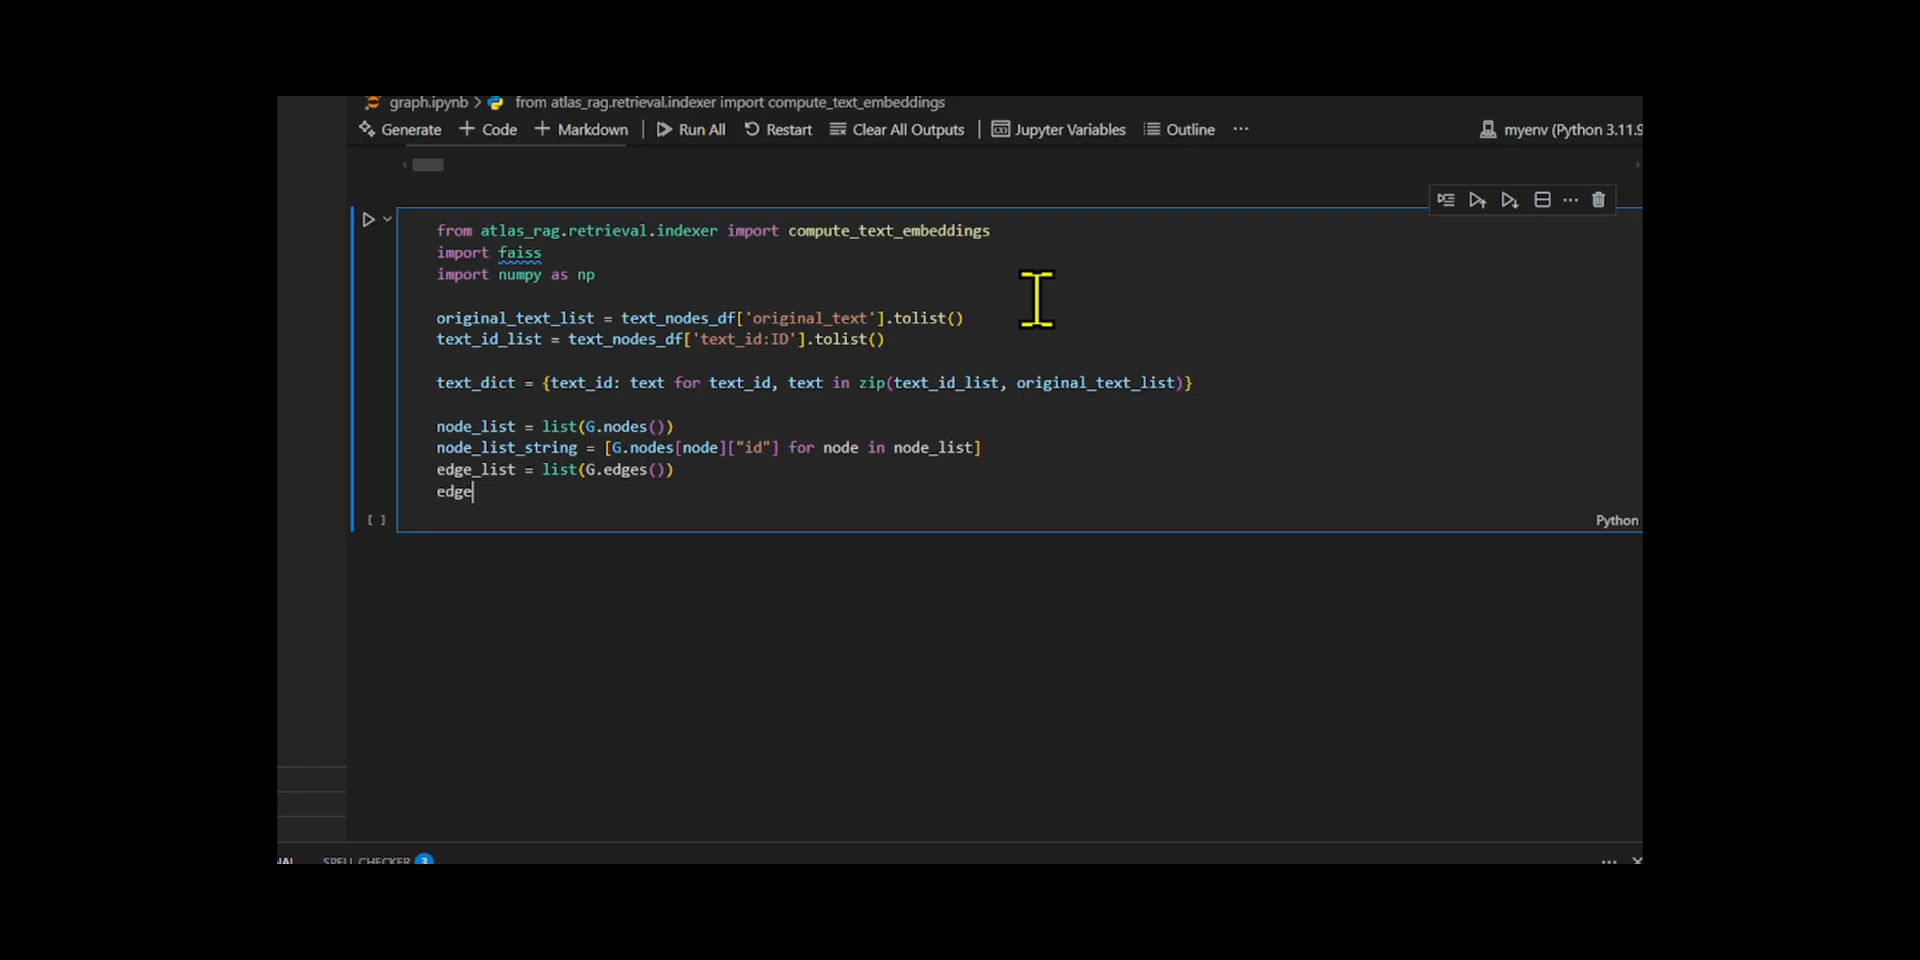 graph.ipynb > from atlas_rag.retrieval.indexer import compute_text_embeddings
Generate + Code + Markdown | Run All Restart Clear All Outputs | Jupyter Variables Outline ... myenv (Python 3.11.9
from atlas_rag.retrieval.indexer import compute_text_embeddings
import faiss
import numpy as np
original_text_list = text_nodes_df['original_text'].tolist()
text_id_list = text_nodes_df['text_id:ID'].tolist()
text_dict = {text_id: text for text_id, text in zip(text_id_list, original_text_list)}
node_list = list(G.nodes())
node_list_string = [G.nodes[node]["id"] for node in node_list]
edge_list = list(G.edges())
edge
[ ]
Python
SPELL CHECKER 3